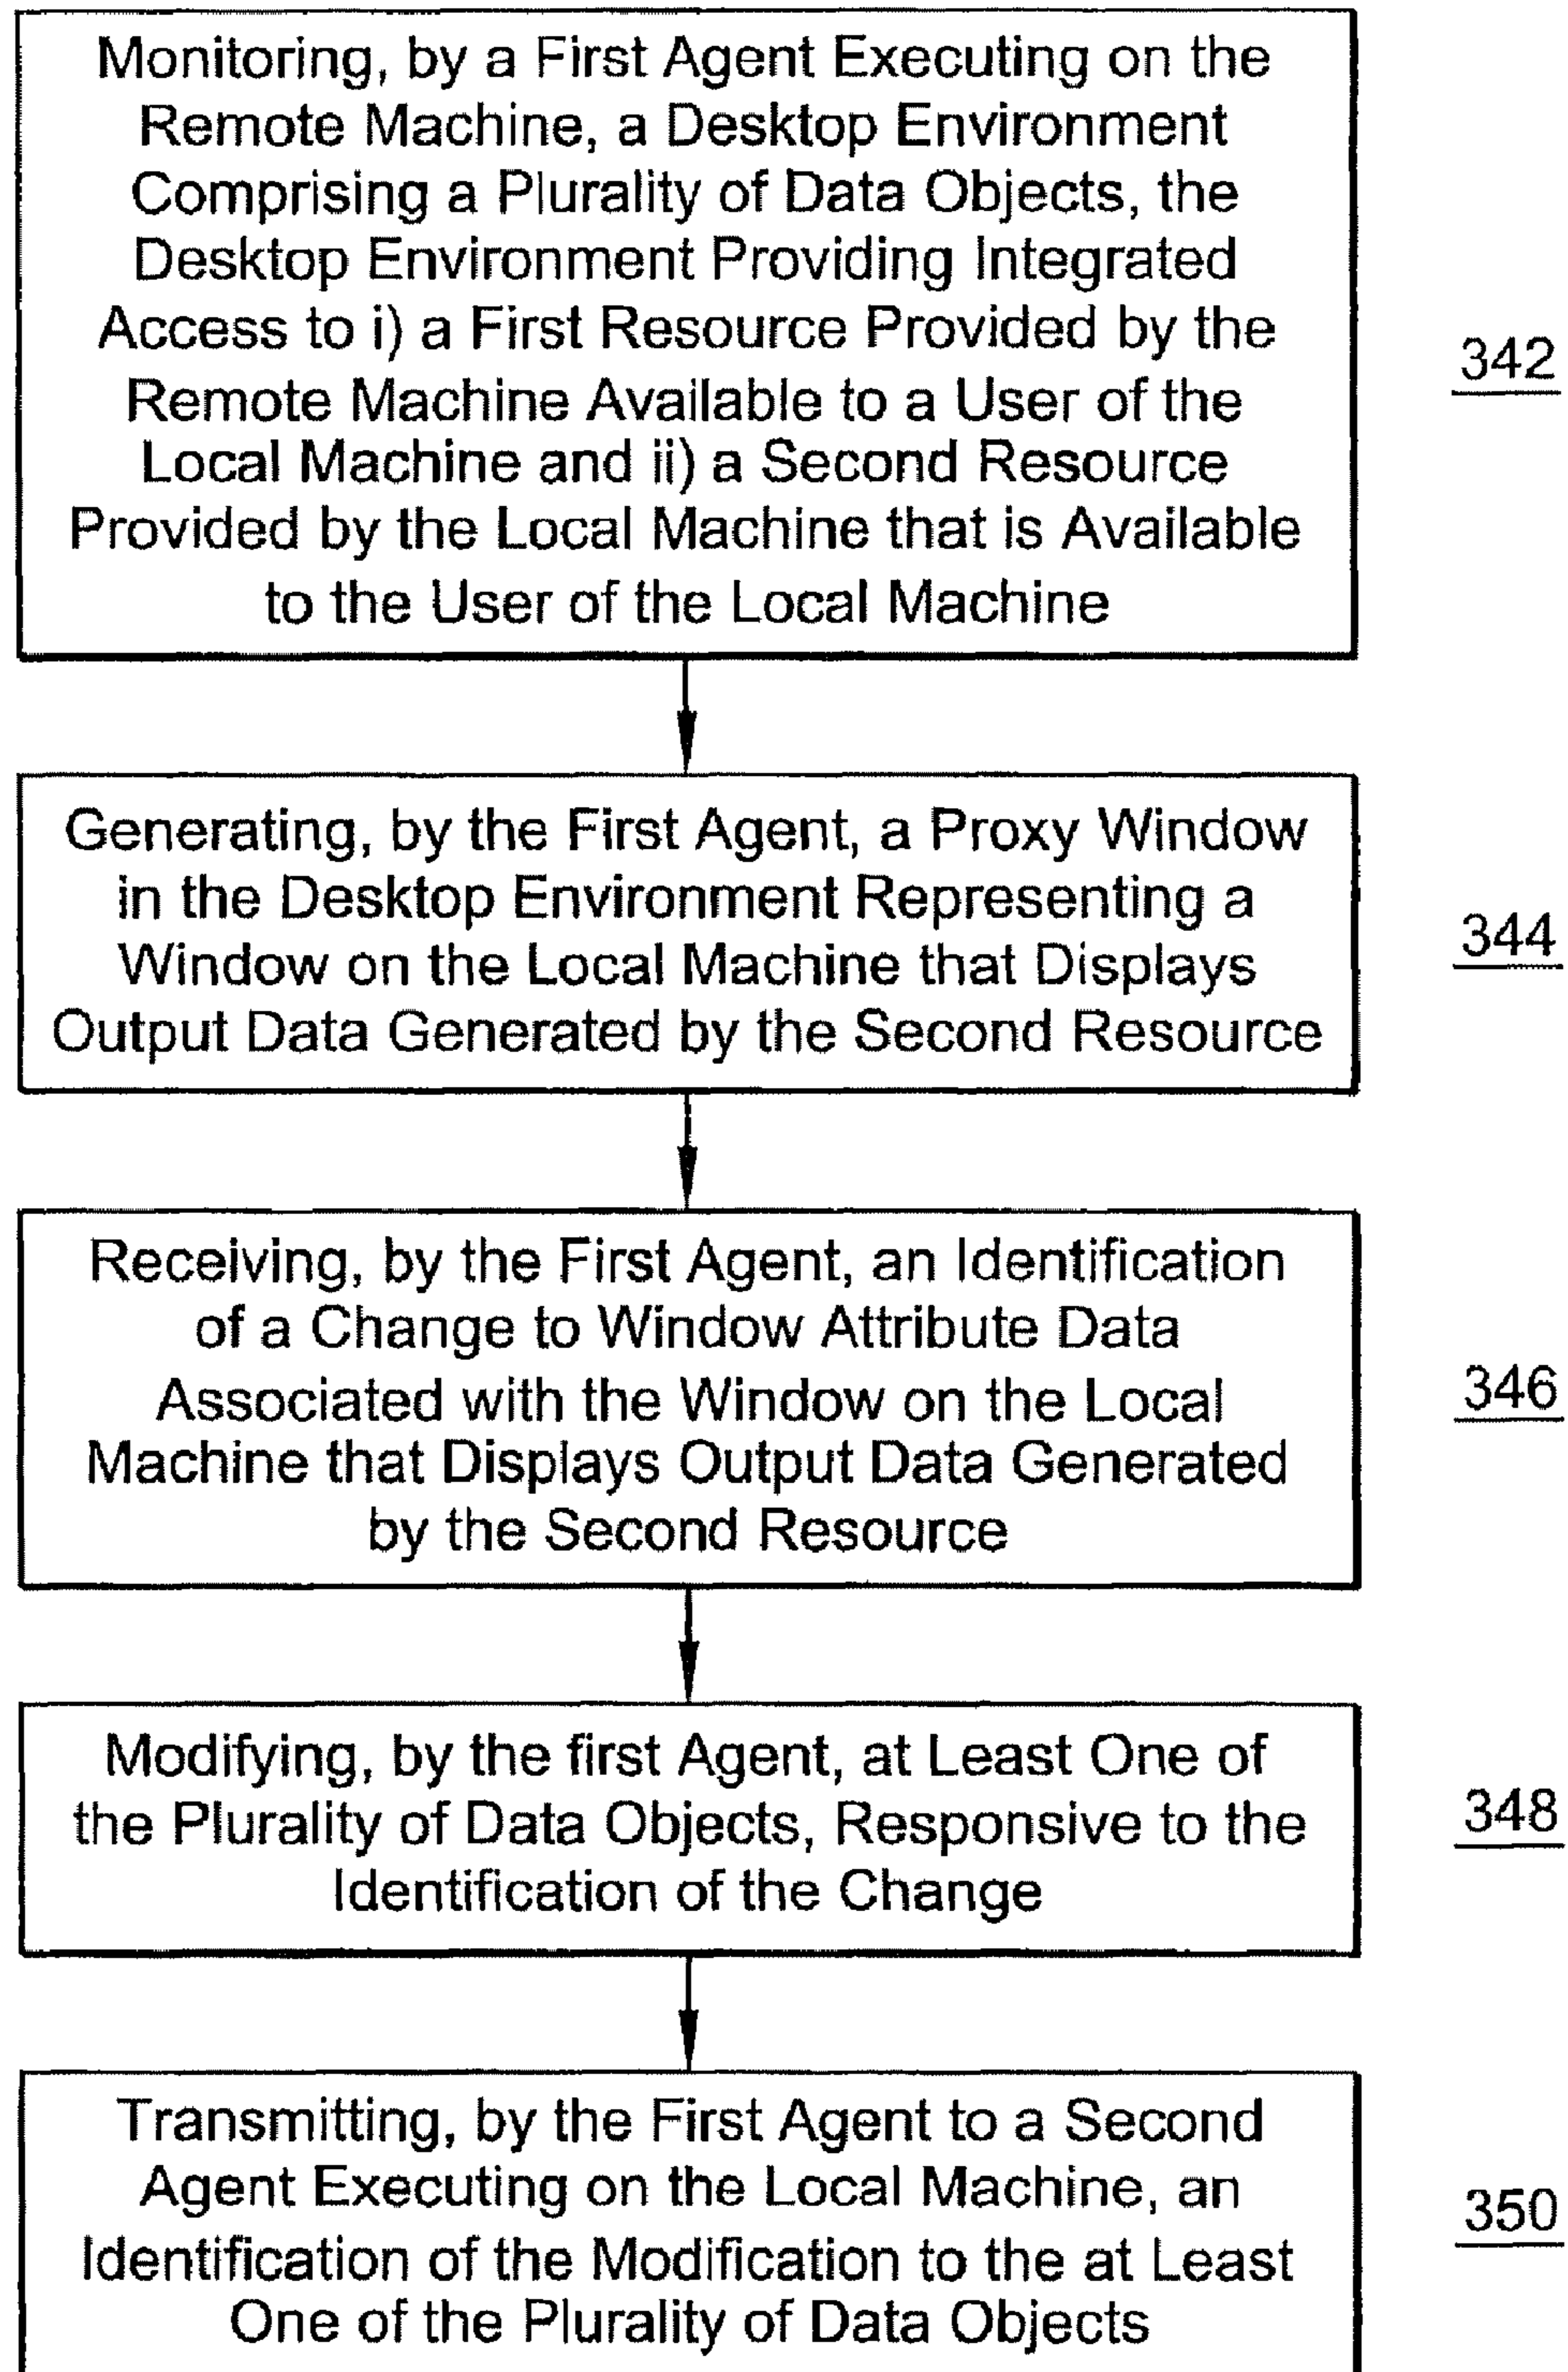 Monitoring, by a First Agent Executing on the
Remote Machine, a Desktop Environment
Comprising a Plurality of Data Objects, the
Desktop Environment Providing Integrated
Access to i) a First Resource Provided by the
Remote Machine Available to a User of the
Local Machine and ii) a Second Resource
Provided by the Local Machine that is Available
to the User of the Local Machine
342
Generating, by the First Agent, a Proxy Window
in the Desktop Environment Representing a
Window on the Local Machine that Displays
Output Data Generated by the Second Resource
344
Receiving, by the First Agent, an Identification
of a Change to Window Attribute Data
Associated with the Window on the Local
Machine that Displays Output Data Generated
by the Second Resource
346
Modifying, by the first Agent, at Least One of
the Plurality of Data Objects, Responsive to the
Identification of the Change
348
Transmitting, by the First Agent to a Second
Agent Executing on the Local Machine, an
Identification of the Modification to the at Least
One of the Plurality of Data Objects
350